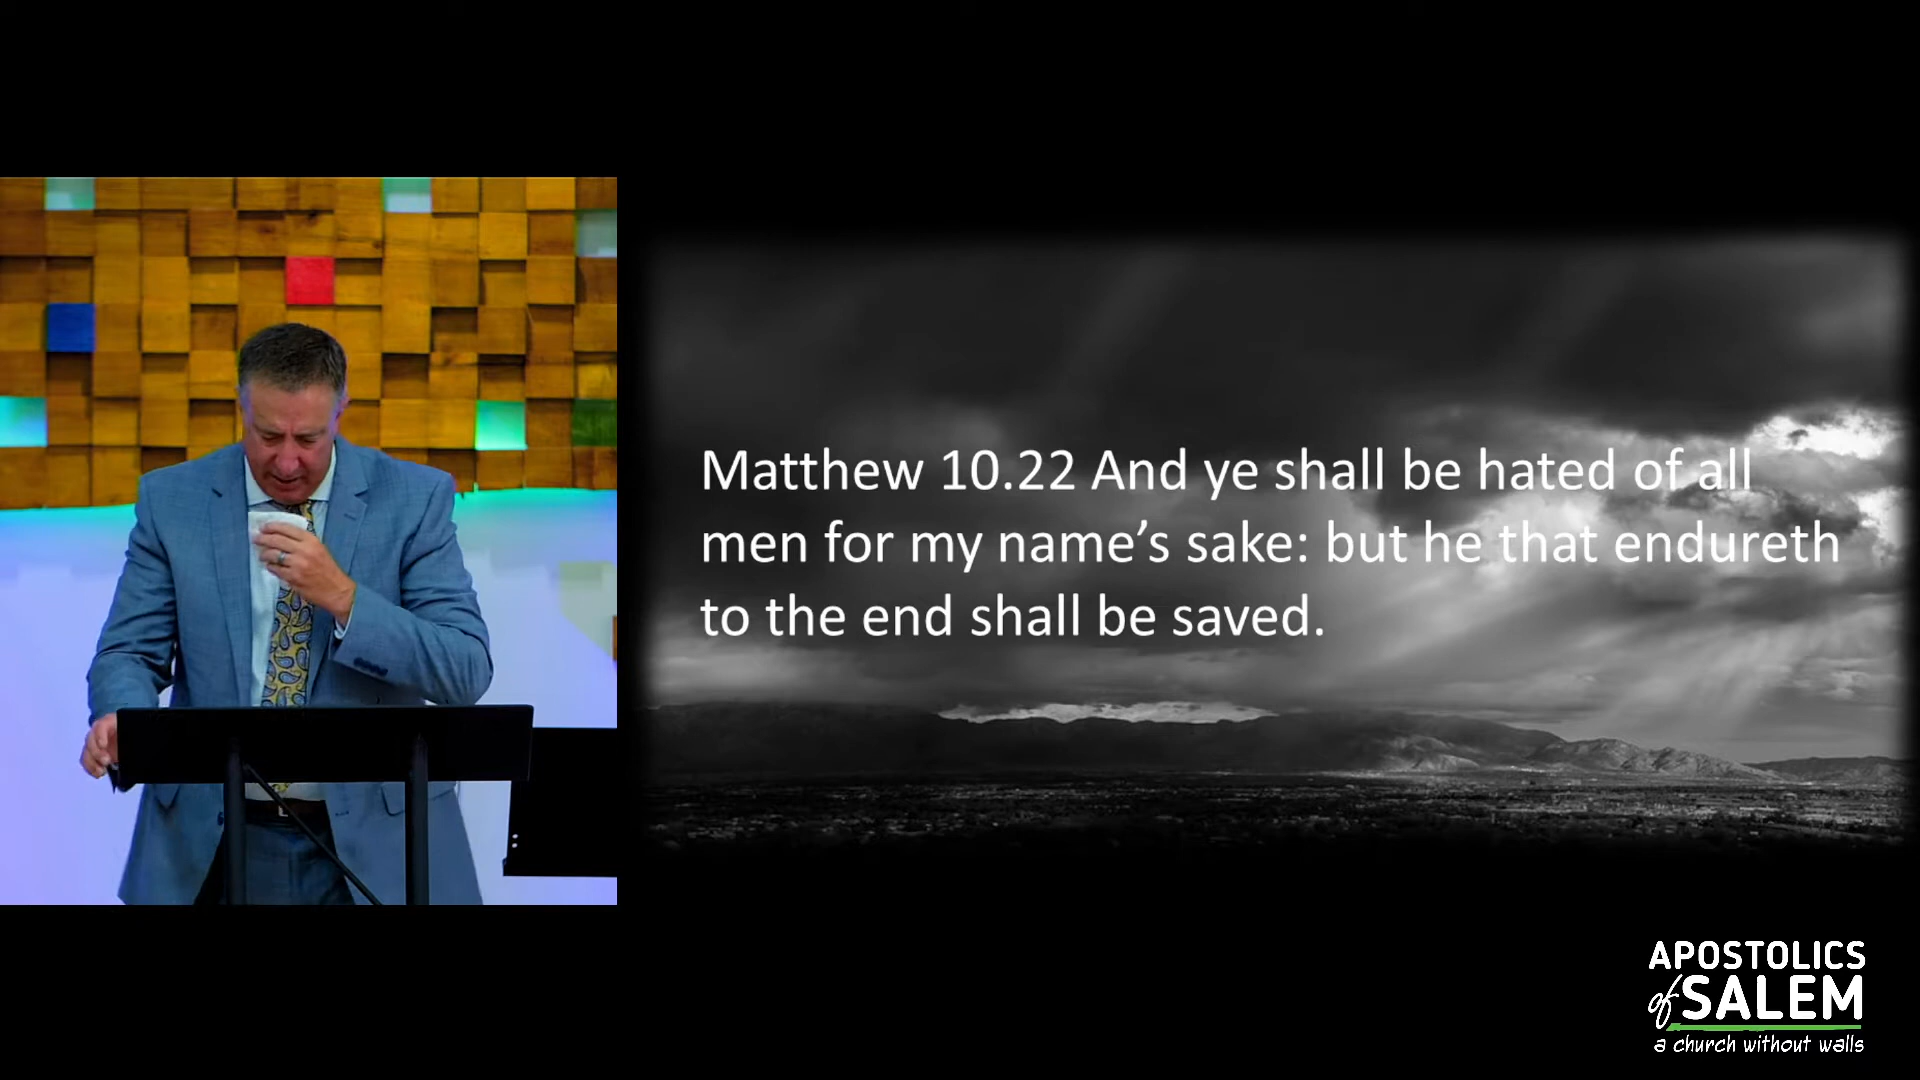 Matthew 10.22 And ye shall be hated of all
men for my name’s sake: but he that endureth
to the end shall be saved.
APOSTOLICS
of SALEM
a church without walls